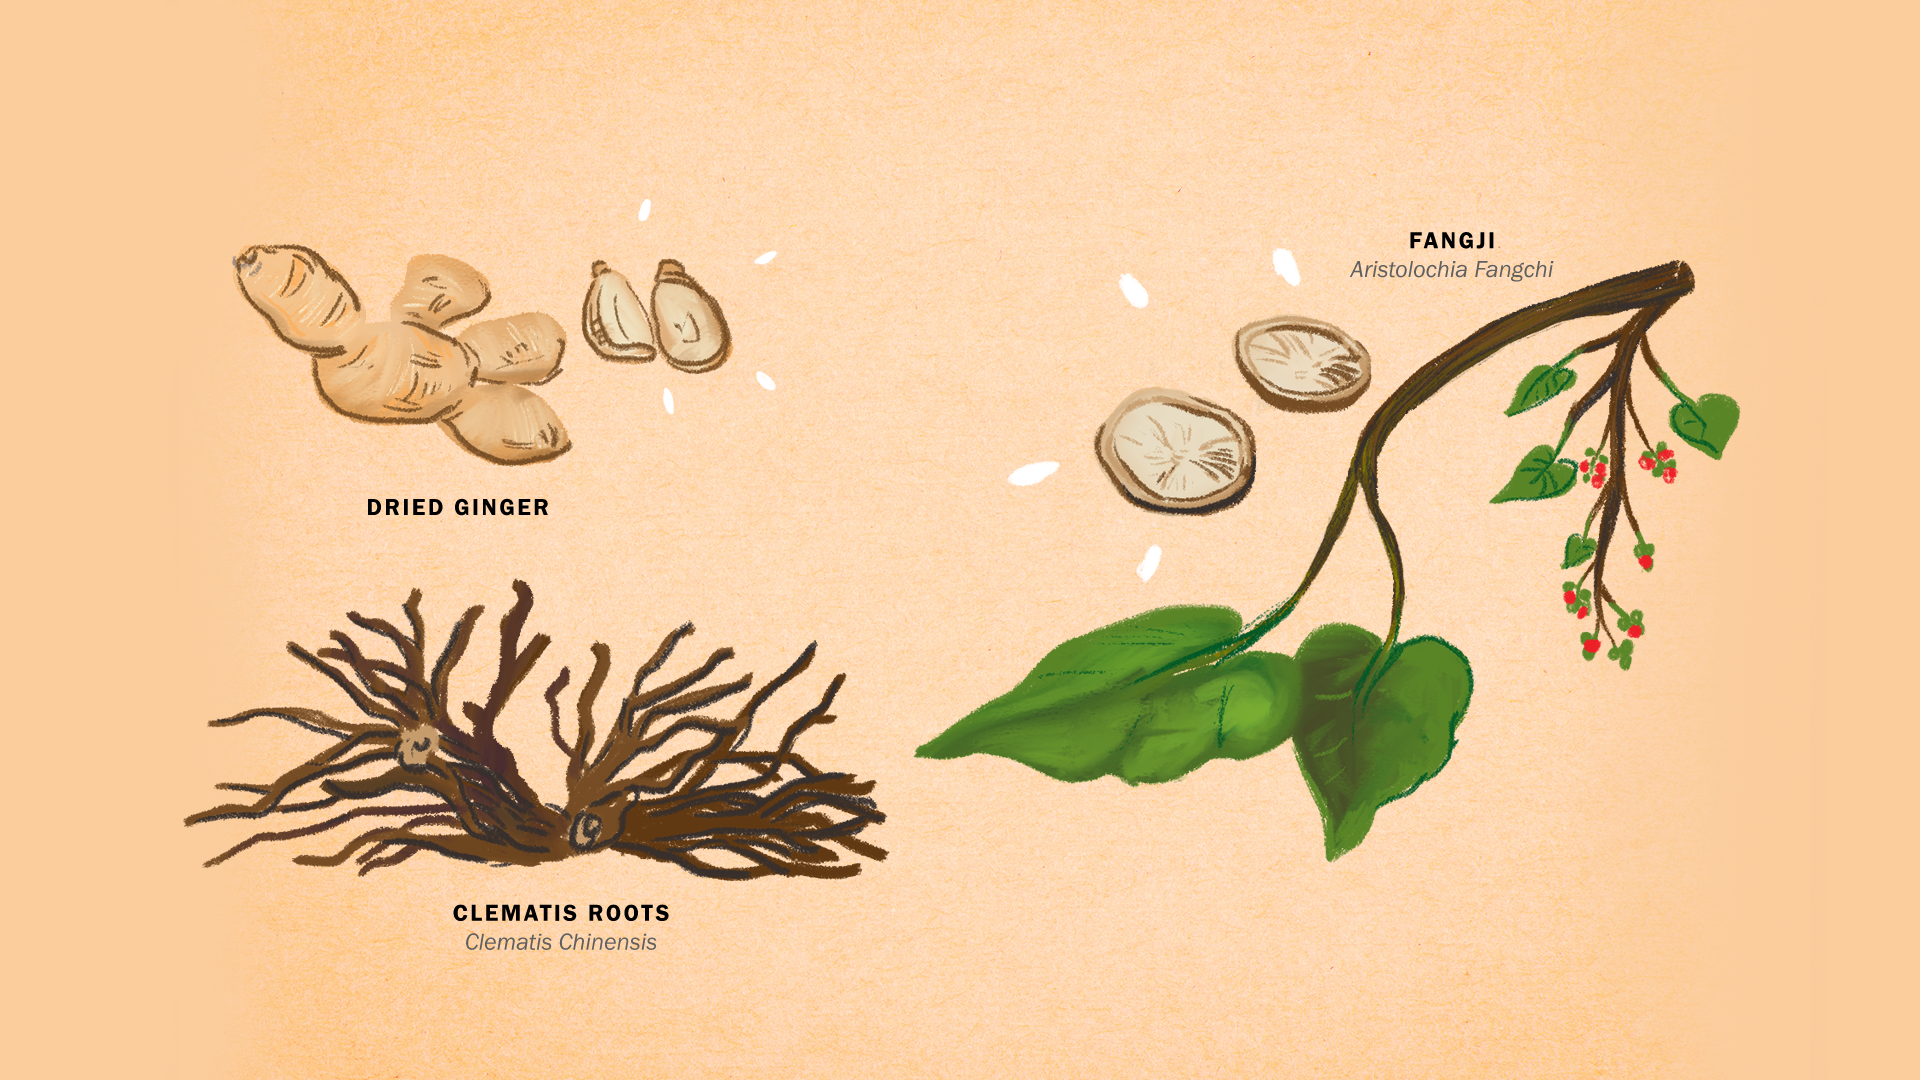 FANGJI
Aristolochia Fangchi
DRIED GINGER
CLEMATIS ROOTS
Clematis Chinensis